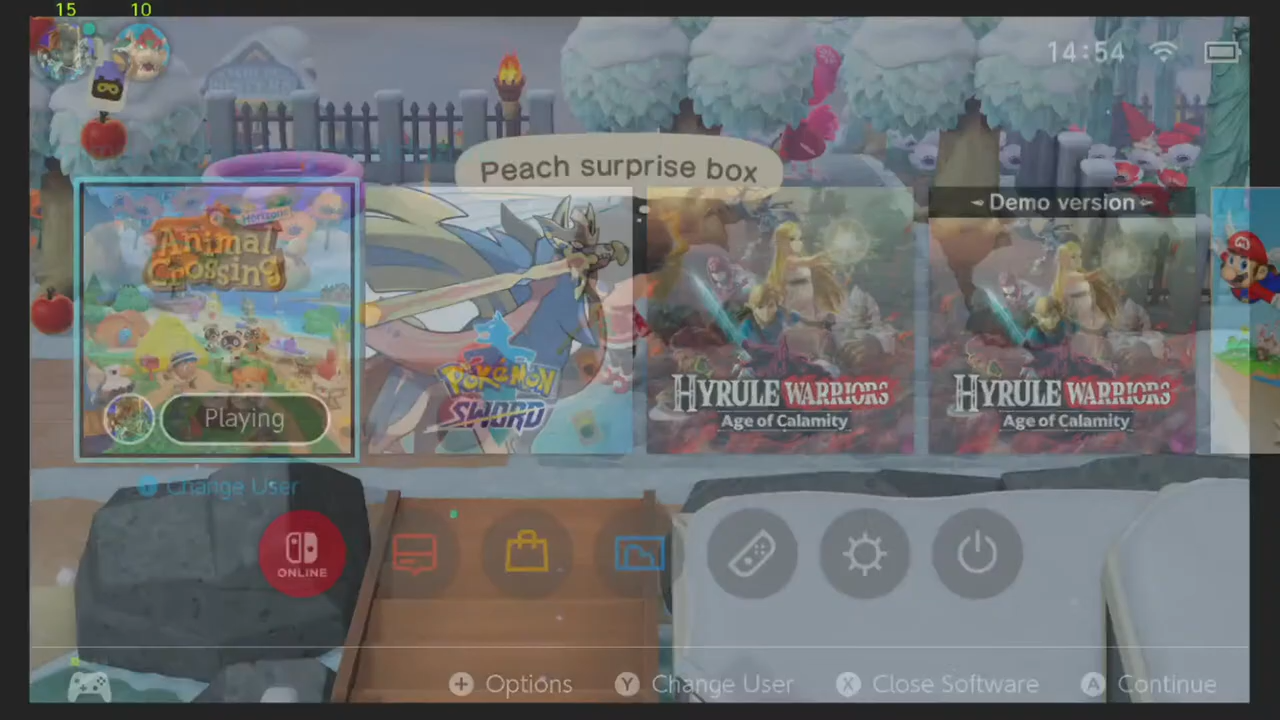 15 10
14:54
Peach surprise box
Demo version
Horizons
Animal
Crossing
POKéMON
SWORD
HYRULE WARRIORS
Age of Calamity
HYRULE WARRIORS
Age of Calamity
Playing
Change User
ONLINE
+ Options Y Change User X Close Software A Continue